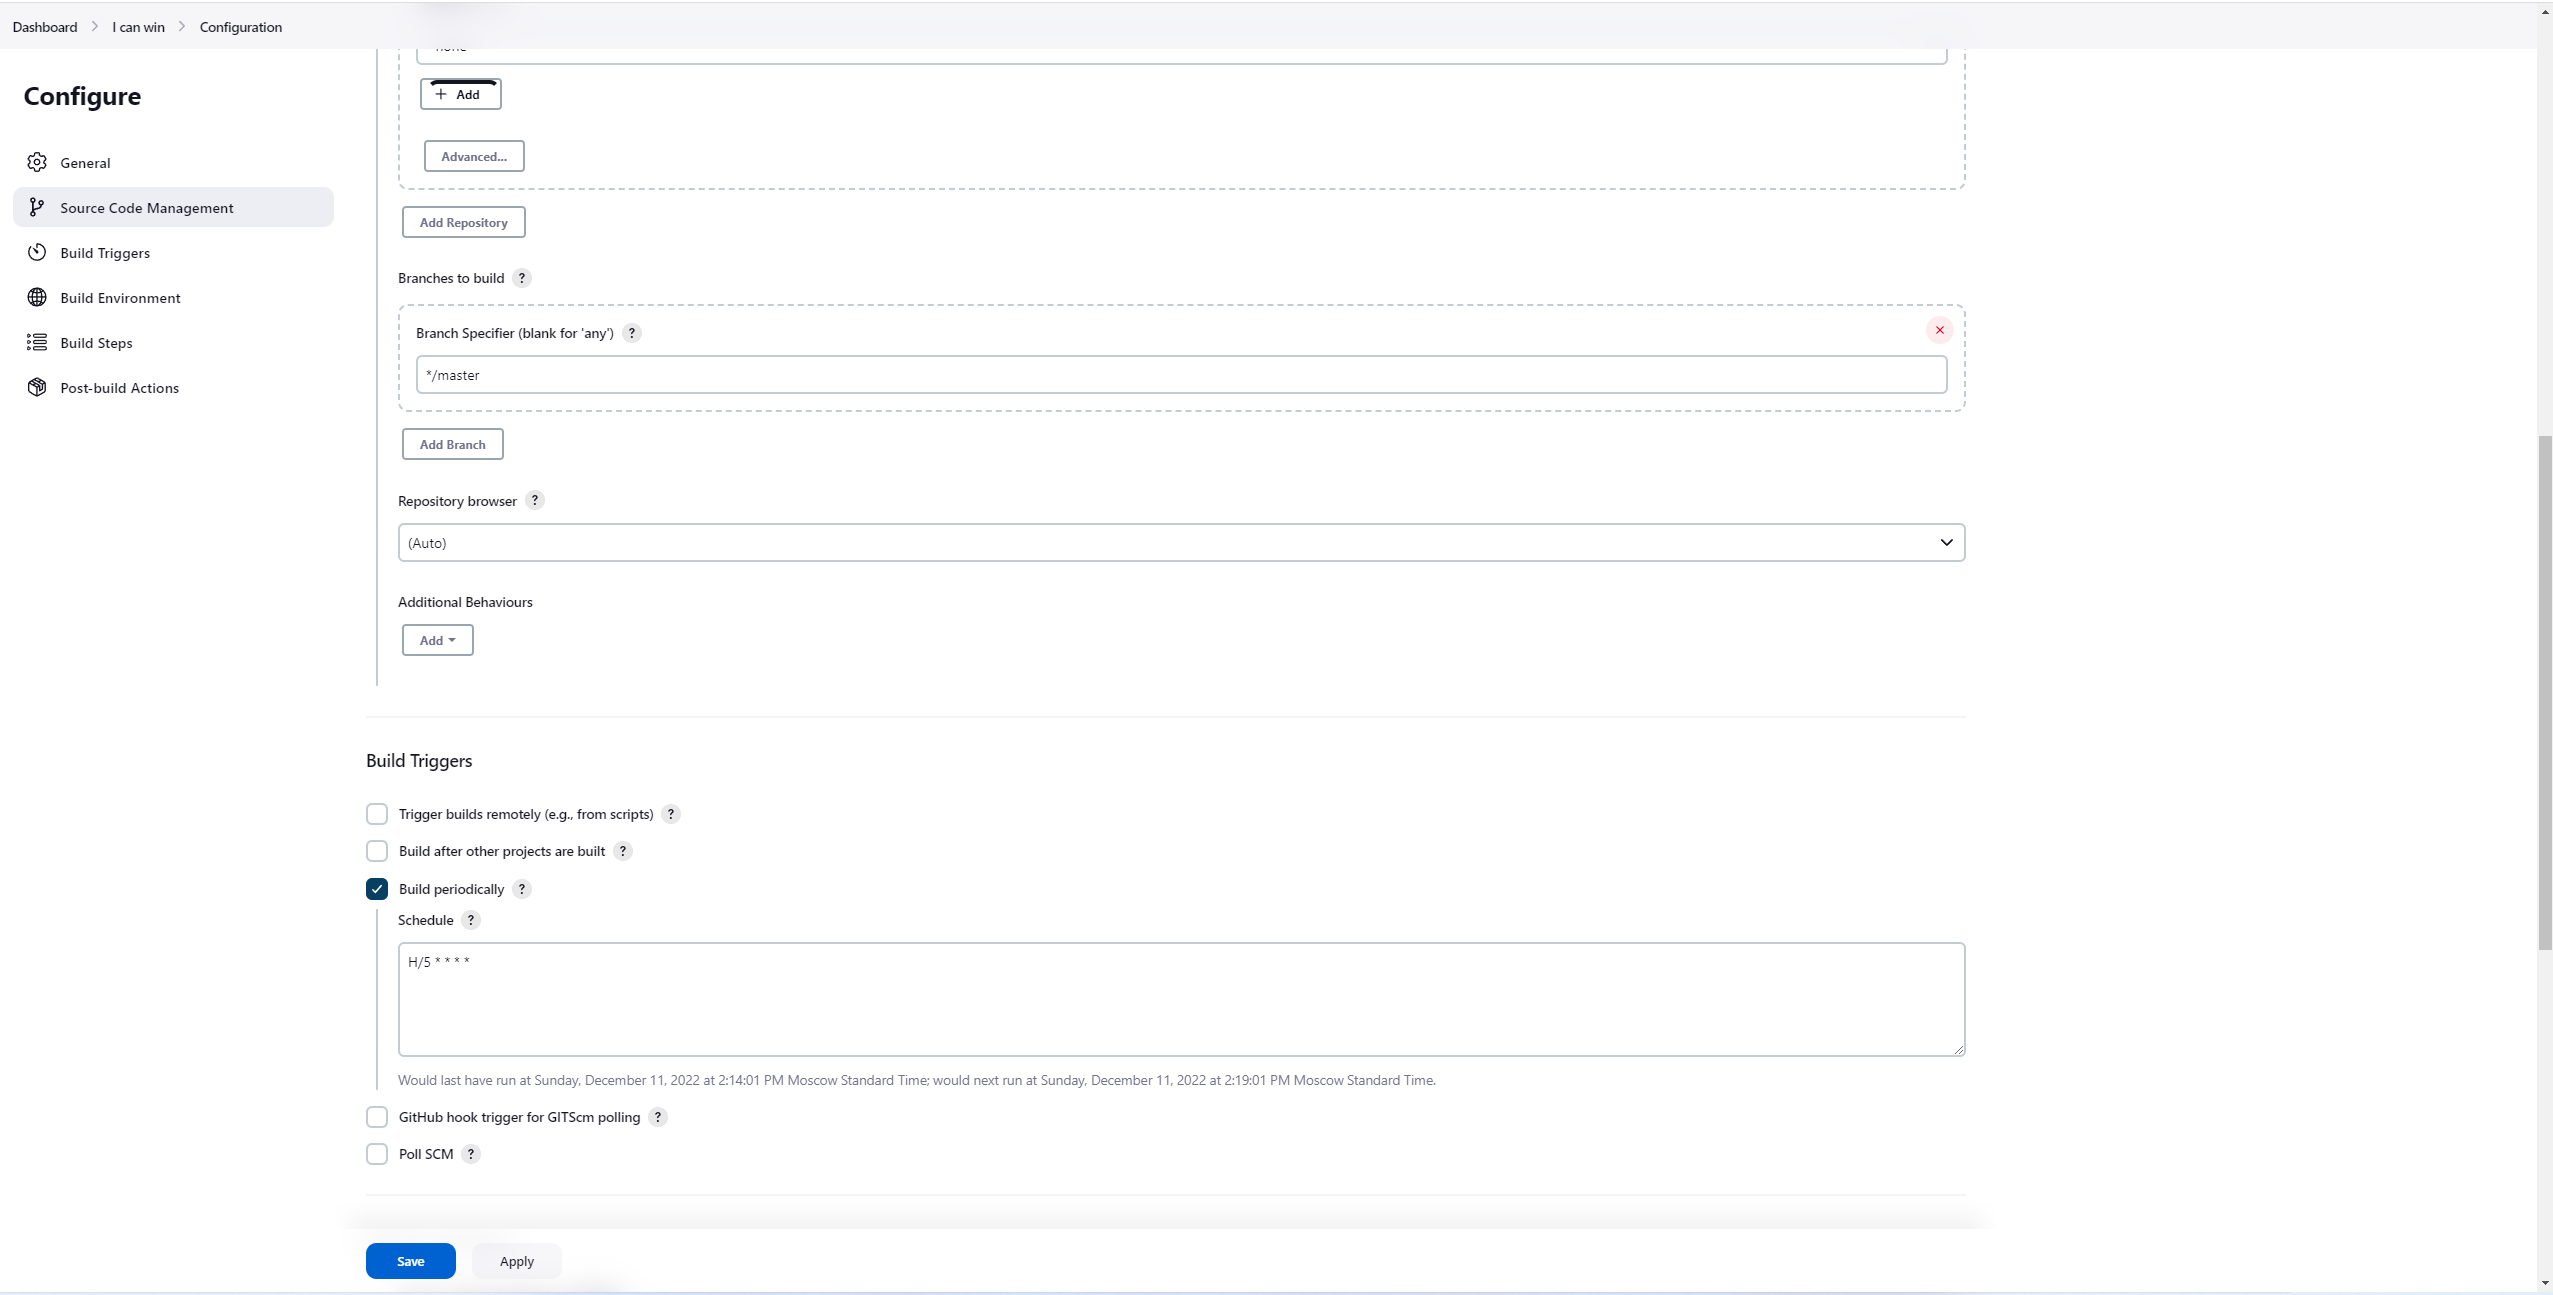 Dashboard I can win Configuration
Configure
General
Source Code Management
Build Triggers
Build Environment
Build Steps
Post-build Actions
+ Add
Advanced...
Add Repository
Branches to build ?
Branch Specifier (blank for 'any') ?
*/master
Add Branch
Repository browser ?
(Auto)
Additional Behaviours
Add
Build Triggers
Trigger builds remotely (e.g., from scripts) ?
Build after other projects are built ?
Build periodically ?
Schedule ?
H/5 * * * *
Would last have run at Sunday, December 11, 2022 at 2:14:01 PM Moscow Standard Time; would next run at Sunday, December 11, 2022 at 2:19:01 PM Moscow Standard Time.
GitHub hook trigger for GITScm polling ?
Poll SCM ?
Save Apply